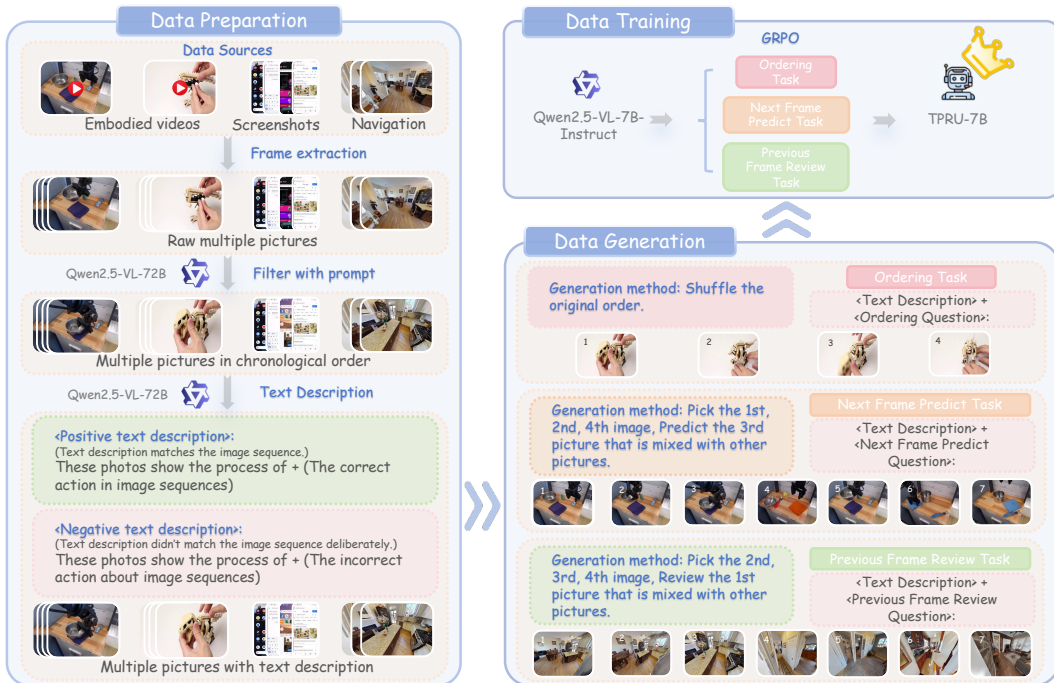 Data Preparation
Data Sources
Embodied videos
Screenshots
Navigation
Frame extraction
Raw multiple pictures
Qwen2.5-VL-72B
Filter with prompt
Multiple pictures in chronological order
Qwen2.5-VL-72B
Text Description
<Positive text description>:
(Text description matches the image sequence.)
These photos show the process of + (The correct
action in image sequences)
<Negative text description>:
(Text description didn't match the image sequence deliberately.)
These photos show the process of + (The incorrect
action about image sequences)
Multiple pictures with text description
Data Training
GRPO
Qwen2.5-VL-7B-
Instruct
Ordering
Task
Next Frame
Predict Task
Previous
Frame Review
Task
TPRU-7B
Data Generation
Generation method: Shuffle the
original order.
Ordering Task
<Text Description> +
<Ordering Question>:
1
2
3
4
Generation method: Pick the 1st,
2nd, 4th image, Predict the 3rd
picture that is mixed with other
pictures.
Next Frame Predict Task
<Text Description> +
<Next Frame Predict
Question>:
1
2
3
4
5
6
7
Generation method: Pick the 2nd,
3rd, 4th image, Review the 1st
picture that is mixed with other
pictures.
Previous Frame Review Task
<Text Description> +
<Previous Frame Review
Question>:
4
5
6
7